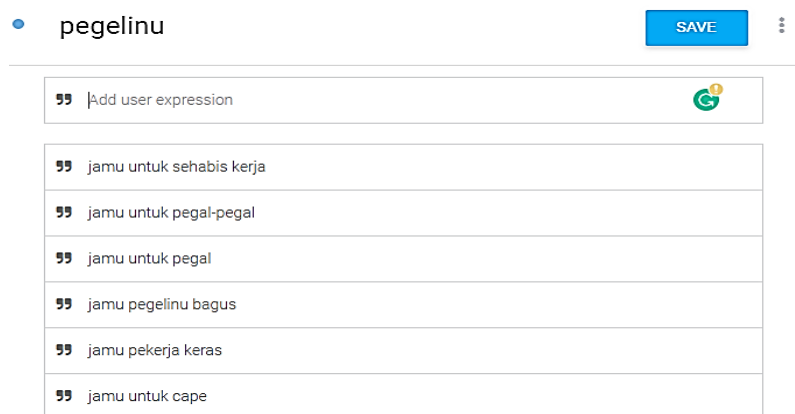 pegelinu
SAVE
Add user expression
jamu untuk sehabis kerja
jamu untuk pegal-pegal
jamu untuk pegal
jamu pegelinu bagus
jamu pekerja keras
jamu untuk cape